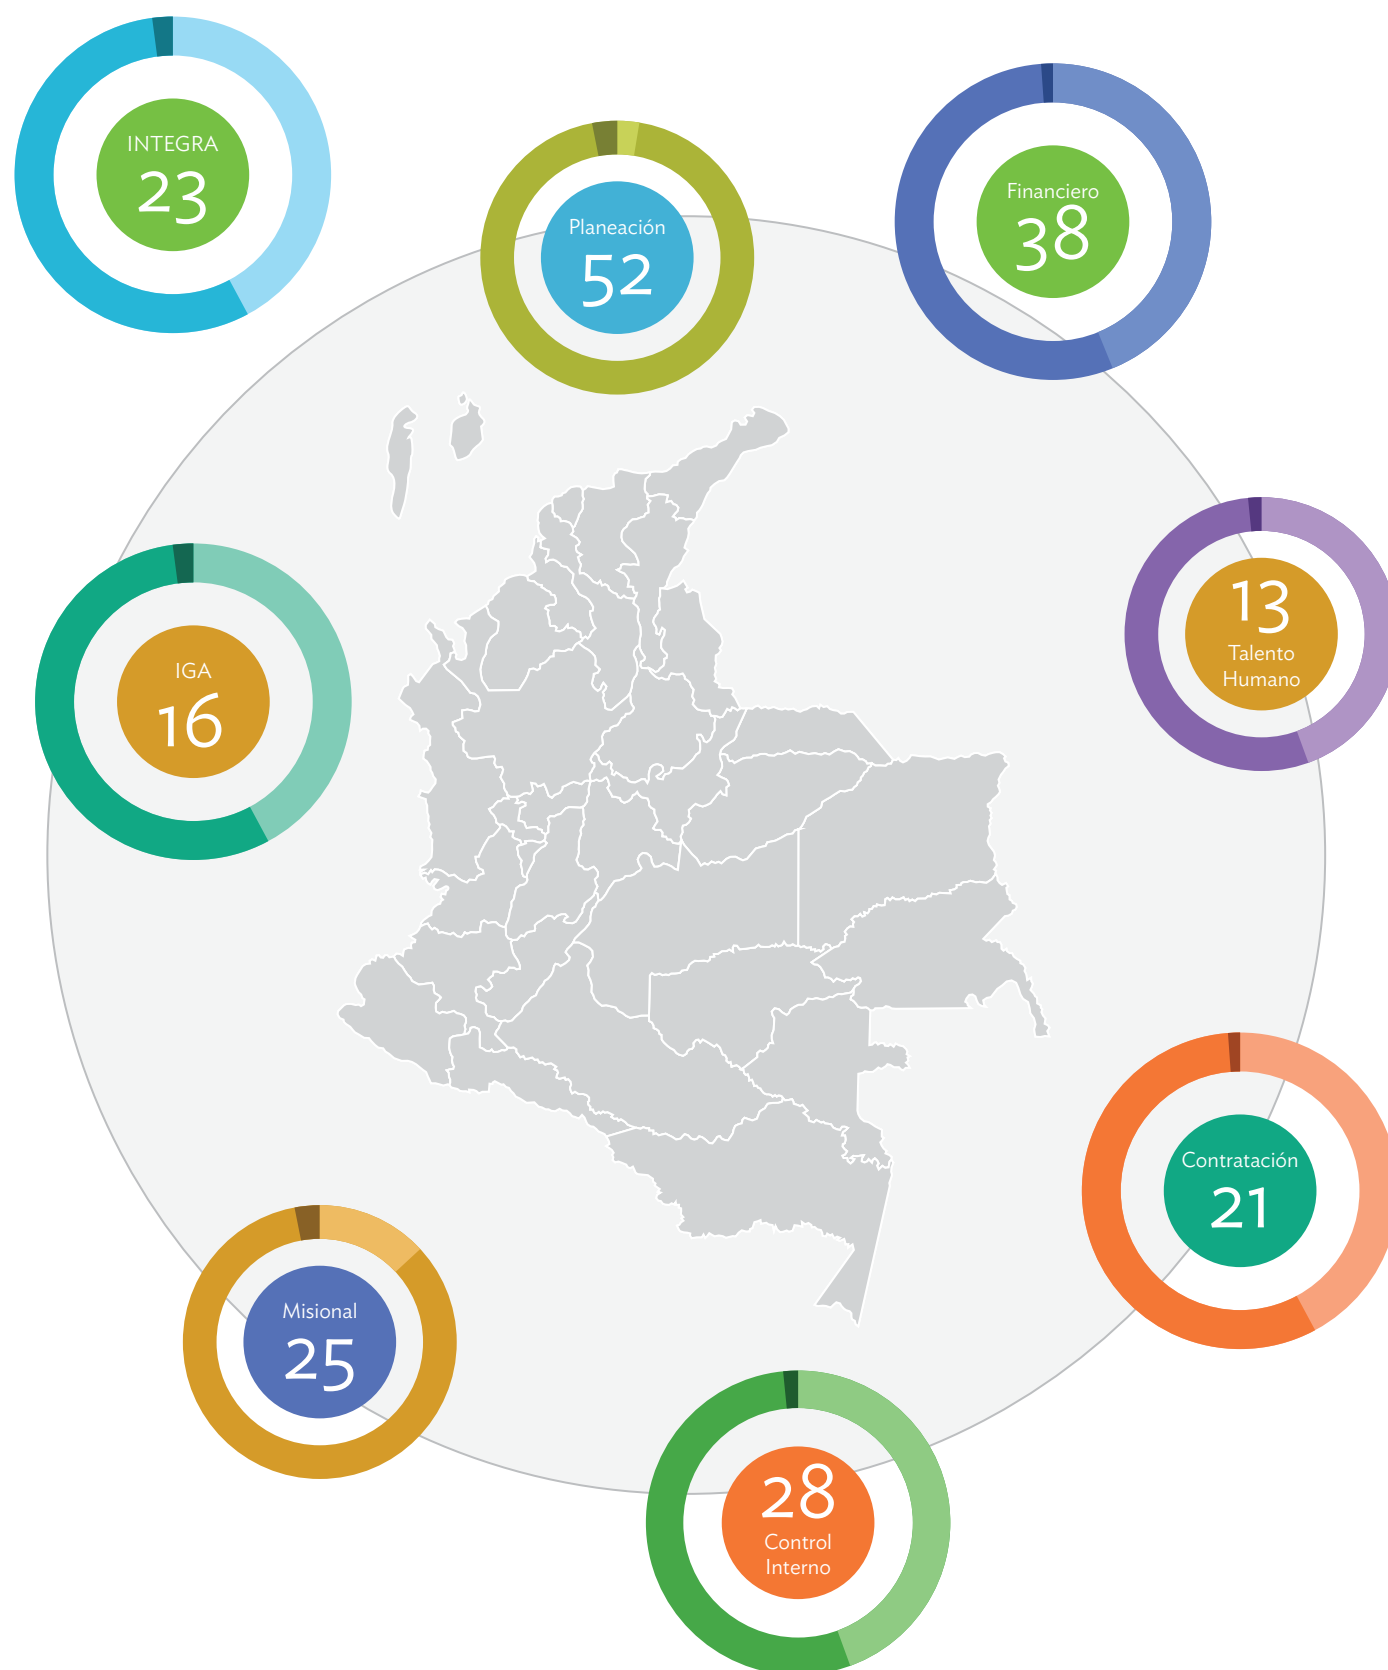 INTEGRA
23
Planeación
52
Financiero
38
IGA
16
13
Talento
Humano
Contratación
21
Misional
25
28
Control
Interno